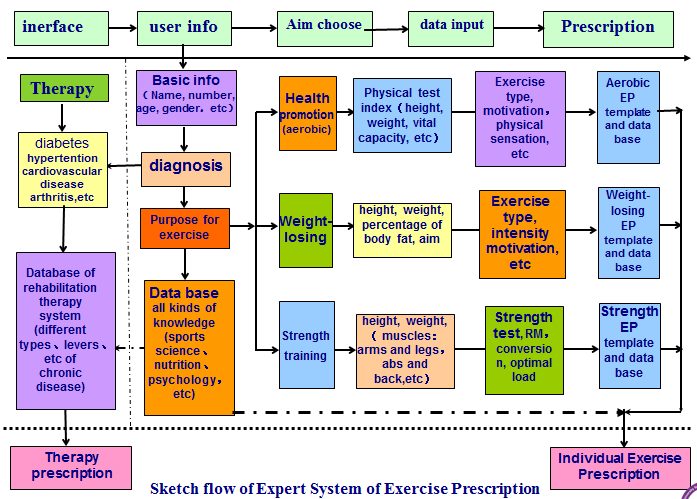 inerface
user info
Aim choose
data input
Prescription
Therapy
diabetes
hypertention
cardiovascular
disease
arthritis,etc
Database of
rehabilitation
therapy
system
(different
types、levers、
etc of
chronic
disease)
Therapy
prescription
Basic info
（Name, number,
age, gender. etc)
diagnosis
Purpose for
exercise
Data base
all kinds of
knowledge
(sports
science、
nutrition、
psychology，
etc)
Health
promotion
(aerobic)
Physical test
index（height,
weight, vital
capacity, etc)
Exercise
type,
motivation，
physical
sensation,
etc
Aerobic
EP
template
and data
base
Weight-
losing
height, weight,
percentage of
body fat, aim
Exercise
type,
intensity
motivation,
etc
Weight-
losing
EP
template
and data
base
Strength
training
height, weight,
（ muscles:
arms and legs，
abs and
back,etc)
Strength
test, RM,
conversio
n, optimal
load
Strength
EP
template
and data
base
Individual Exercise
Prescription
Sketch flow of Expert System of Exercise Prescription